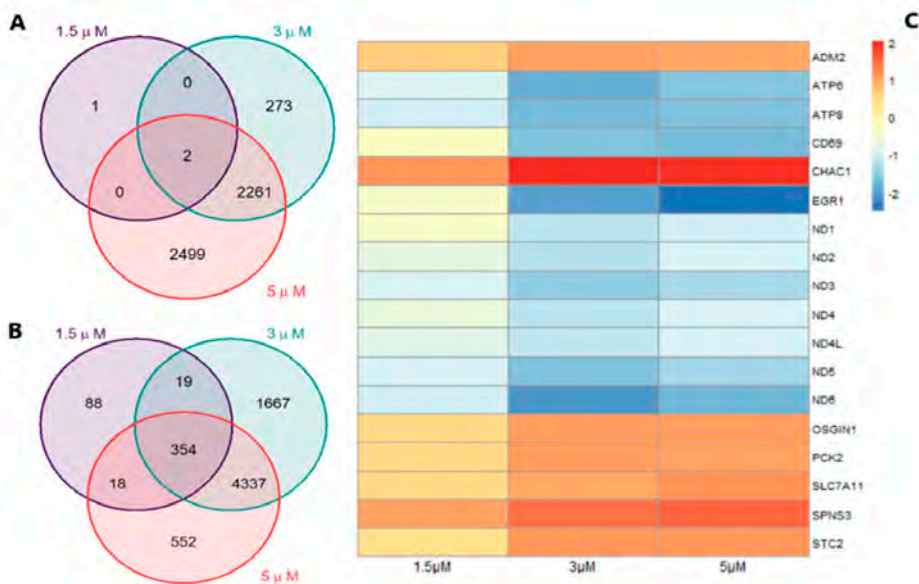 A
1.5 μ M
3 μ M
0
1
273
2
0
2261
2499
5 μ M
B
1.5 μ M
3 μ M
19
88
1667
354
18
4337
552
5 μ M
C
ADM2
ATP6
ATP8
CD69
CHAC1
EGR1
ND1
ND2
ND3
ND4
ND4L
ND5
ND6
OSGIN1
PCK2
SLC7A11
SPNS3
STC2
1.5μM 3μM 5μM
2
1
0
-1
-2